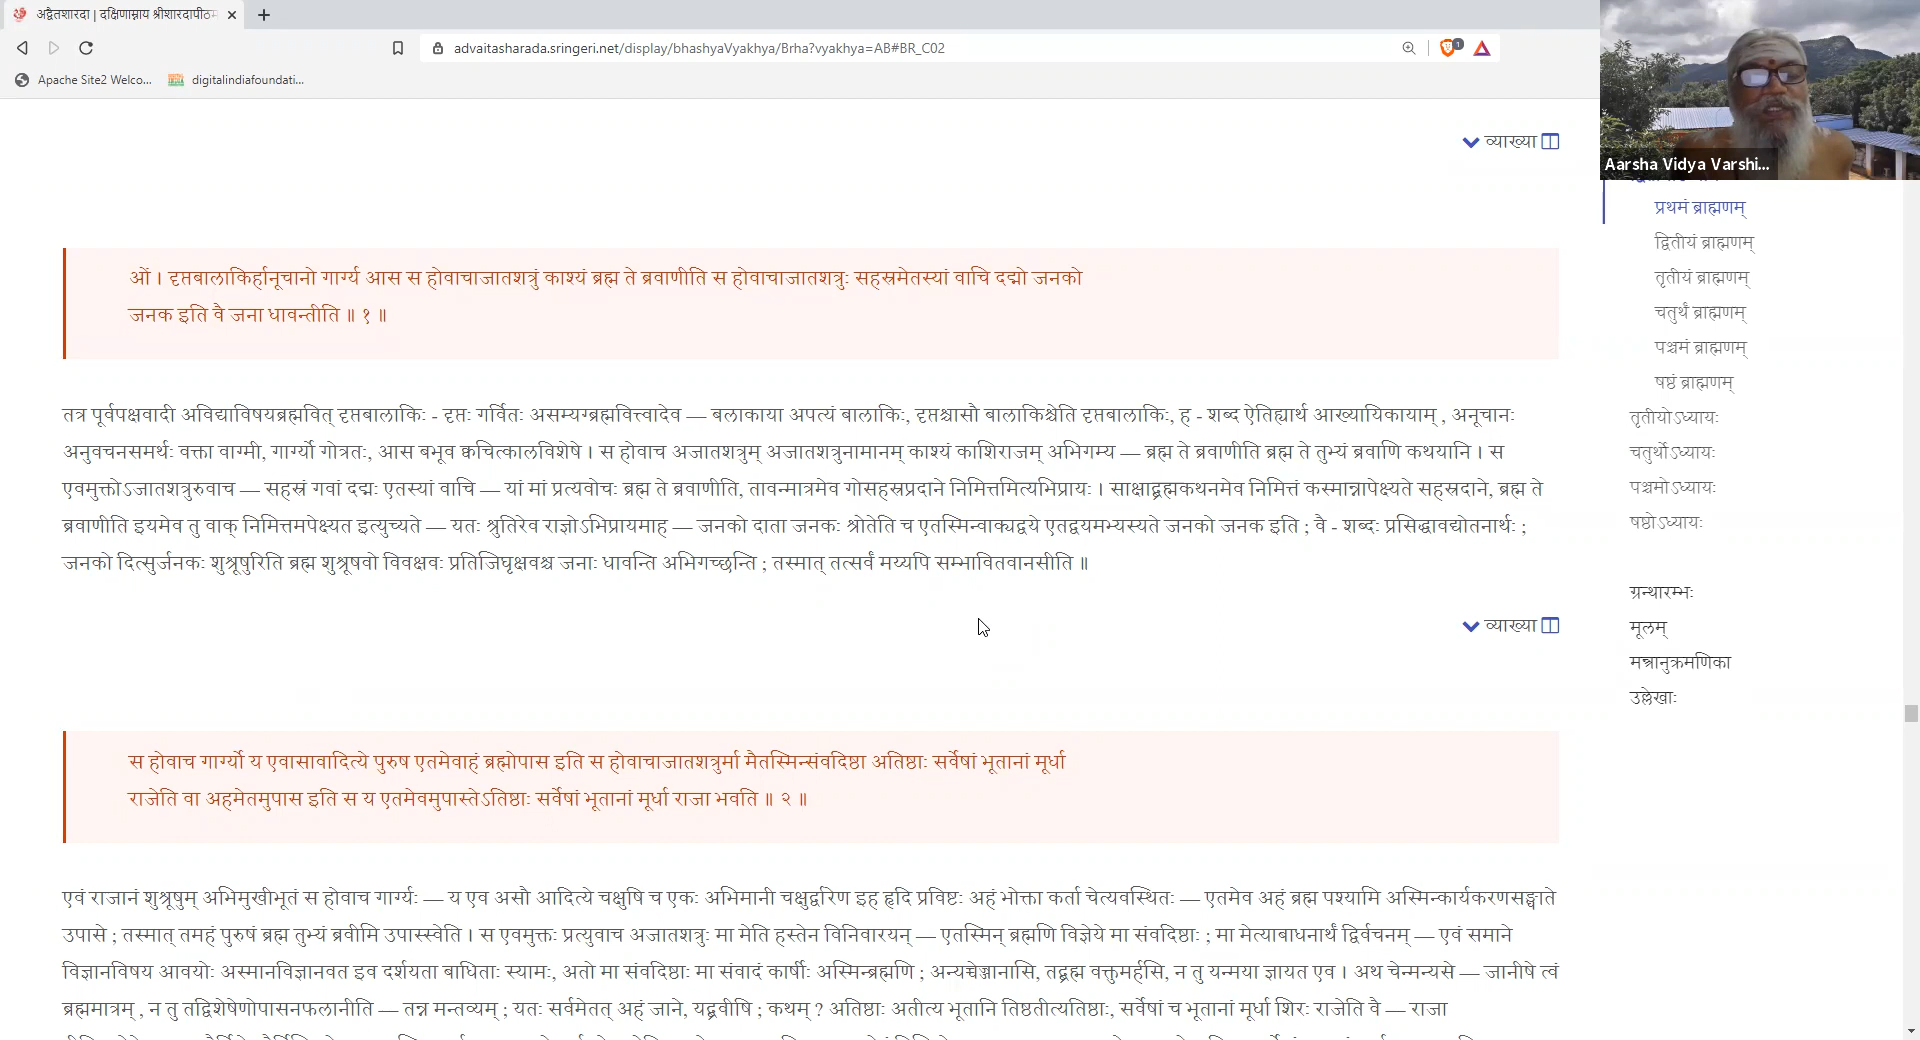 अद्वैतशारदा | दक्षिणाम्नाय श्रीशारदापीठम
advaitasharada.sringeri.net/display/bhashyaVyakhya/Brha?vyakhya=AB#BR_C02
1
Apache Site2 Welco...
digitalindiafoundati...
Aarsha Vidya Varshi...
व्याख्या
ओं । दृप्तबालाकिर्हानूचानो गार्ग्य आस स होवाचाजातशत्रुं काश्यं ब्रह्म ते ब्रवाणीति स होवाचाजातशत्रुः सहस्रमेतस्यां वाचि दद्मो जनको
जनक इति वै जना धावन्तीति ॥ १ ॥
तत्र पूर्वपक्षवादी अविद्याविषयब्रह्मवित् दृप्तबालाकिः - दृप्तः गर्वितः असम्यग्ब्रह्मवित्त्वादेव — बलाकाया अपत्यं बालाकिः, दृप्तश्चासौ बालाकिश्चेति दृप्तबालाकिः, ह - शब्द ऐतिह्यार्थ आख्यायिकायाम् , अनूचानः
अनुवचनसमर्थः वक्ता वाग्मी, गार्ग्यो गोत्रतः, आस बभूव क्वचित्कालविशेषे । स होवाच अजातशत्रुम् अजातशत्रुनामानम् काश्यं काशिराजम् अभिगम्य — ब्रह्म ते ब्रवाणीति ब्रह्म ते तुभ्यं ब्रवाणि कथयानि । स
एवमुक्तोऽजातशत्रुरुवाच — सहस्रं गवां दद्मः एतस्यां वाचि — यां मां प्रत्यवोचः ब्रह्म ते ब्रवाणीति, तावन्मात्रमेव गोसहस्रप्रदाने निमित्तमित्यभिप्रायः । साक्षाद्ब्रह्मकथनमेव निमित्तं कस्मान्नापेक्ष्यते सहस्रदाने, ब्रह्म ते
ब्रवाणीति इयमेव तु वाक् निमित्तमपेक्ष्यत इत्युच्यते — यतः श्रुतिरेव राज्ञोऽभिप्रायमाह — जनको दाता जनकः श्रोतेति च एतस्मिन्वाक्यद्वये एतद्वयमभ्यस्यते जनको जनक इति ; वै - शब्दः प्रसिद्धावद्योतनार्थः ;
जनको दित्सुर्जनकः शुश्रूषुरिति ब्रह्म शुश्रूषवो विवक्षवः प्रतिजिघृक्षवश्च जनाः धावन्ति अभिगच्छन्ति ; तस्मात् तत्सर्वं मय्यपि सम्भावितवानसीति ॥
व्याख्या
स होवाच गार्ग्यो य एवासावादित्ये पुरुष एतमेवाहं ब्रह्मोपास इति स होवाचाजातशत्रुर्मा मैतस्मिन्संवदिष्ठा अतिष्ठाः सर्वेषां भूतानां मूर्धा
राजेति वा अहमेतमुपास इति स य एतमेवमुपास्तेऽतिष्ठाः सर्वेषां भूतानां मूर्धा राजा भवति ॥ २ ॥
एवं राजानं शुश्रूषुम् अभिमुखीभूतं स होवाच गार्ग्यः — य एव असौ आदित्ये चक्षुषि च एकः अभिमानी चक्षुर्द्वारेण इह हृदि प्रविष्टः अहं भोक्ता कर्ता चेत्यवस्थितः — एतमेव अहं ब्रह्म पश्यामि अस्मिन्कार्यकरणसङ्घाते
उपासे ; तस्मात् तमहं पुरुषं ब्रह्म तुभ्यं ब्रवीमि उपास्स्वेति । स एवमुक्तः प्रत्युवाच अजातशत्रुः मा मेति हस्तेन विनिवारयन् — एतस्मिन् ब्रह्मणि विज्ञेये मा संवदिष्ठाः ; मा मेत्याबाधनार्थं द्विर्वचनम् — एवं समाने
विज्ञानविषय आवयोः अस्मानविज्ञानवत इव दर्शयता बाधिताः स्यामः, अतो मा संवदिष्ठाः मा संवादं कार्षीः अस्मिन्ब्रह्मणि ; अन्यच्चेज्जानासि, तद्ब्रह्म वक्तुमर्हसि, न तु यन्मया ज्ञायत एव । अथ चेन्मन्यसे — जानीषे त्वं
ब्रह्ममात्रम् , न तु तद्विशेषेणोपासनफलानीति — तन्न मन्तव्यम् ; यतः सर्वमेतत् अहं जाने, यद्ब्रवीषि ; कथम् ? अतिष्ठाः अतीत्य भूतानि तिष्ठतीत्यतिष्ठाः, सर्वेषां च भूतानां मूर्धा शिरः राजेति वै — राजा
प्रथमं ब्राह्मणम्
द्वितीयं ब्राह्मणम्
तृतीयं ब्राह्मणम्
चतुर्थं ब्राह्मणम्
पञ्चमं ब्राह्मणम्
षष्ठं ब्राह्मणम्
तृतीयोऽध्यायः
चतुर्थोऽध्यायः
पञ्चमोऽध्यायः
षष्ठोऽध्यायः
ग्रन्थारम्भः
मूलम्
मन्त्रानुक्रमणिका
उल्लेखाः